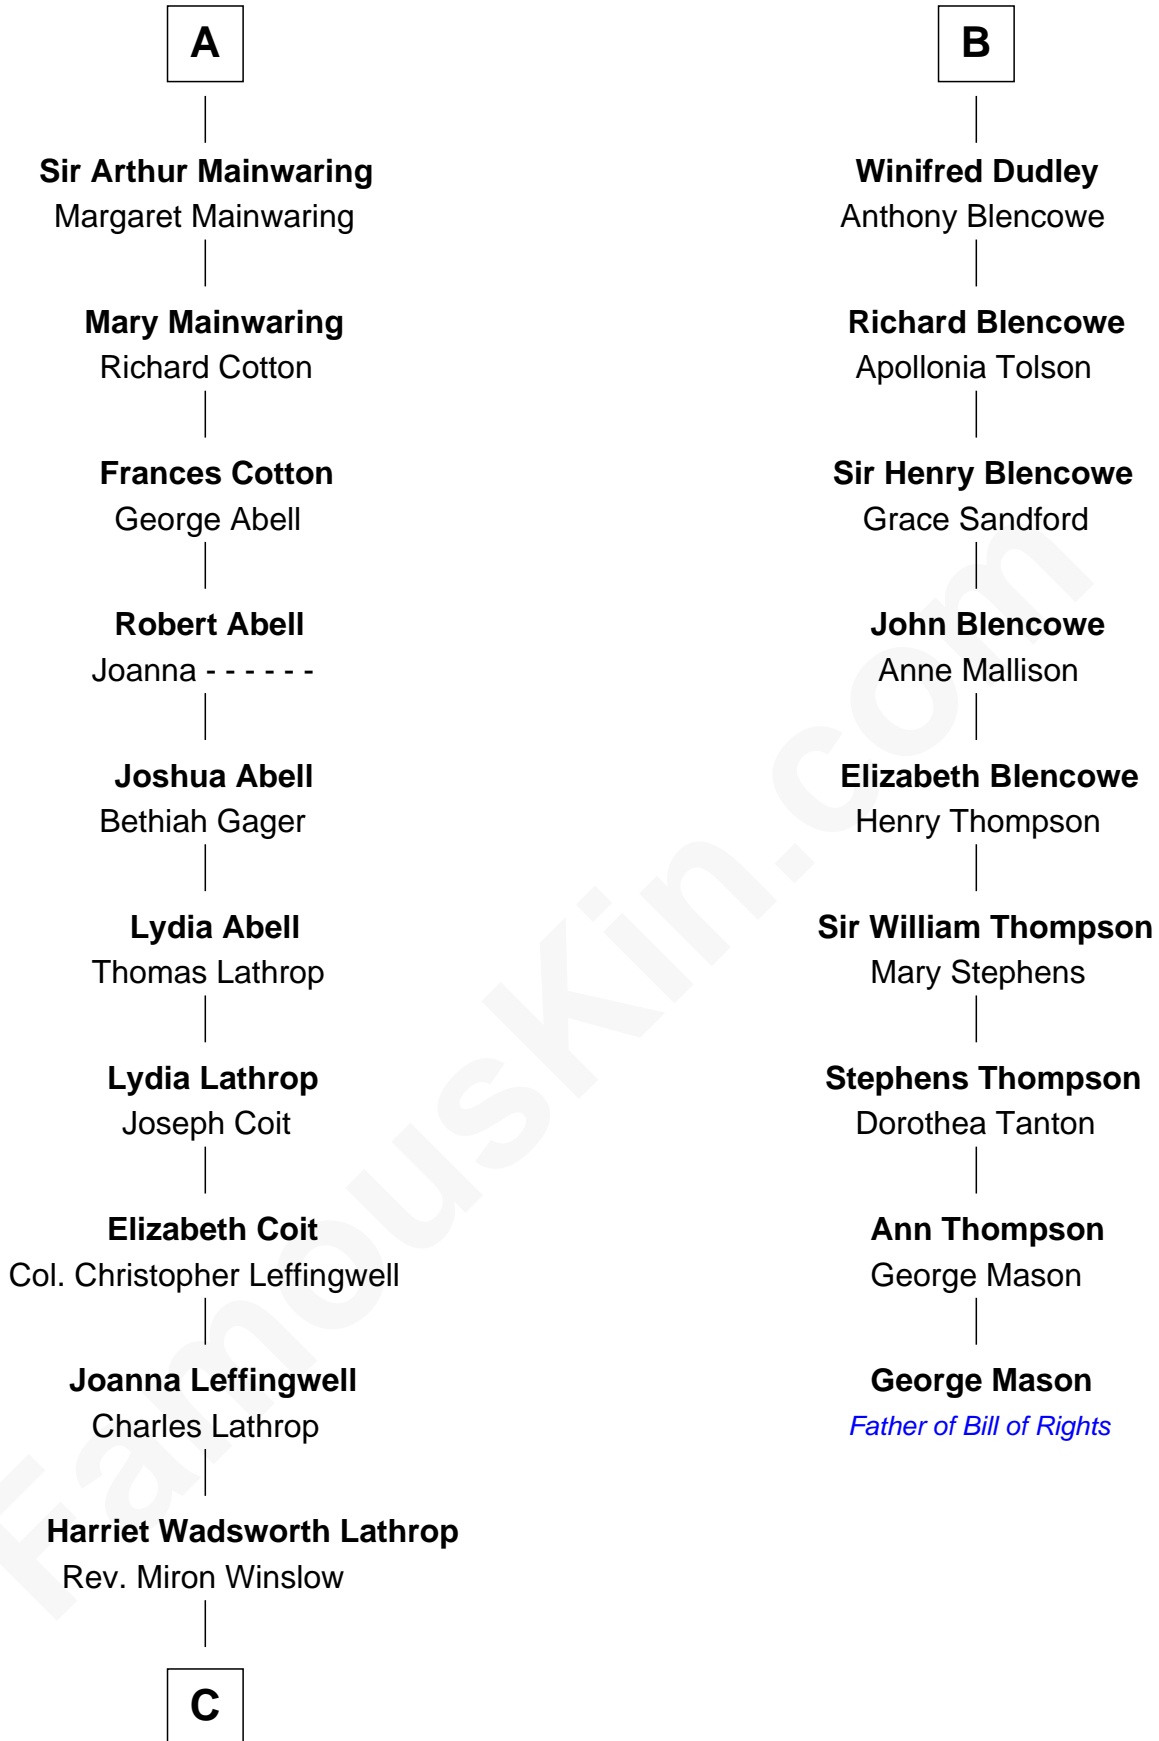 A
Sir Arthur Mainwaring
Margaret Mainwaring
Mary Mainwaring
Richard Cotton
Frances Cotton
George Abell
Robert Abell
Joanna - - - - - -
Joshua Abell
Bethiah Gager
Lydia Abell
Thomas Lathrop
Lydia Lathrop
Joseph Coit
Elizabeth Coit
Col. Christopher Leffingwell
Joanna Leffingwell
Charles Lathrop
Harriet Wadsworth Lathrop
Rev. Miron Winslow
C
B
Winifred Dudley
Anthony Blencowe
Richard Blencowe
Apollonia Tolson
Sir Henry Blencowe
Grace Sandford
John Blencowe
Anne Mallison
Elizabeth Blencowe
Henry Thompson
Sir William Thompson
Mary Stephens
Stephens Thompson
Dorothea Tanton
Ann Thompson
George Mason
George Mason
Father of Bill of Rights
FamousKin.com